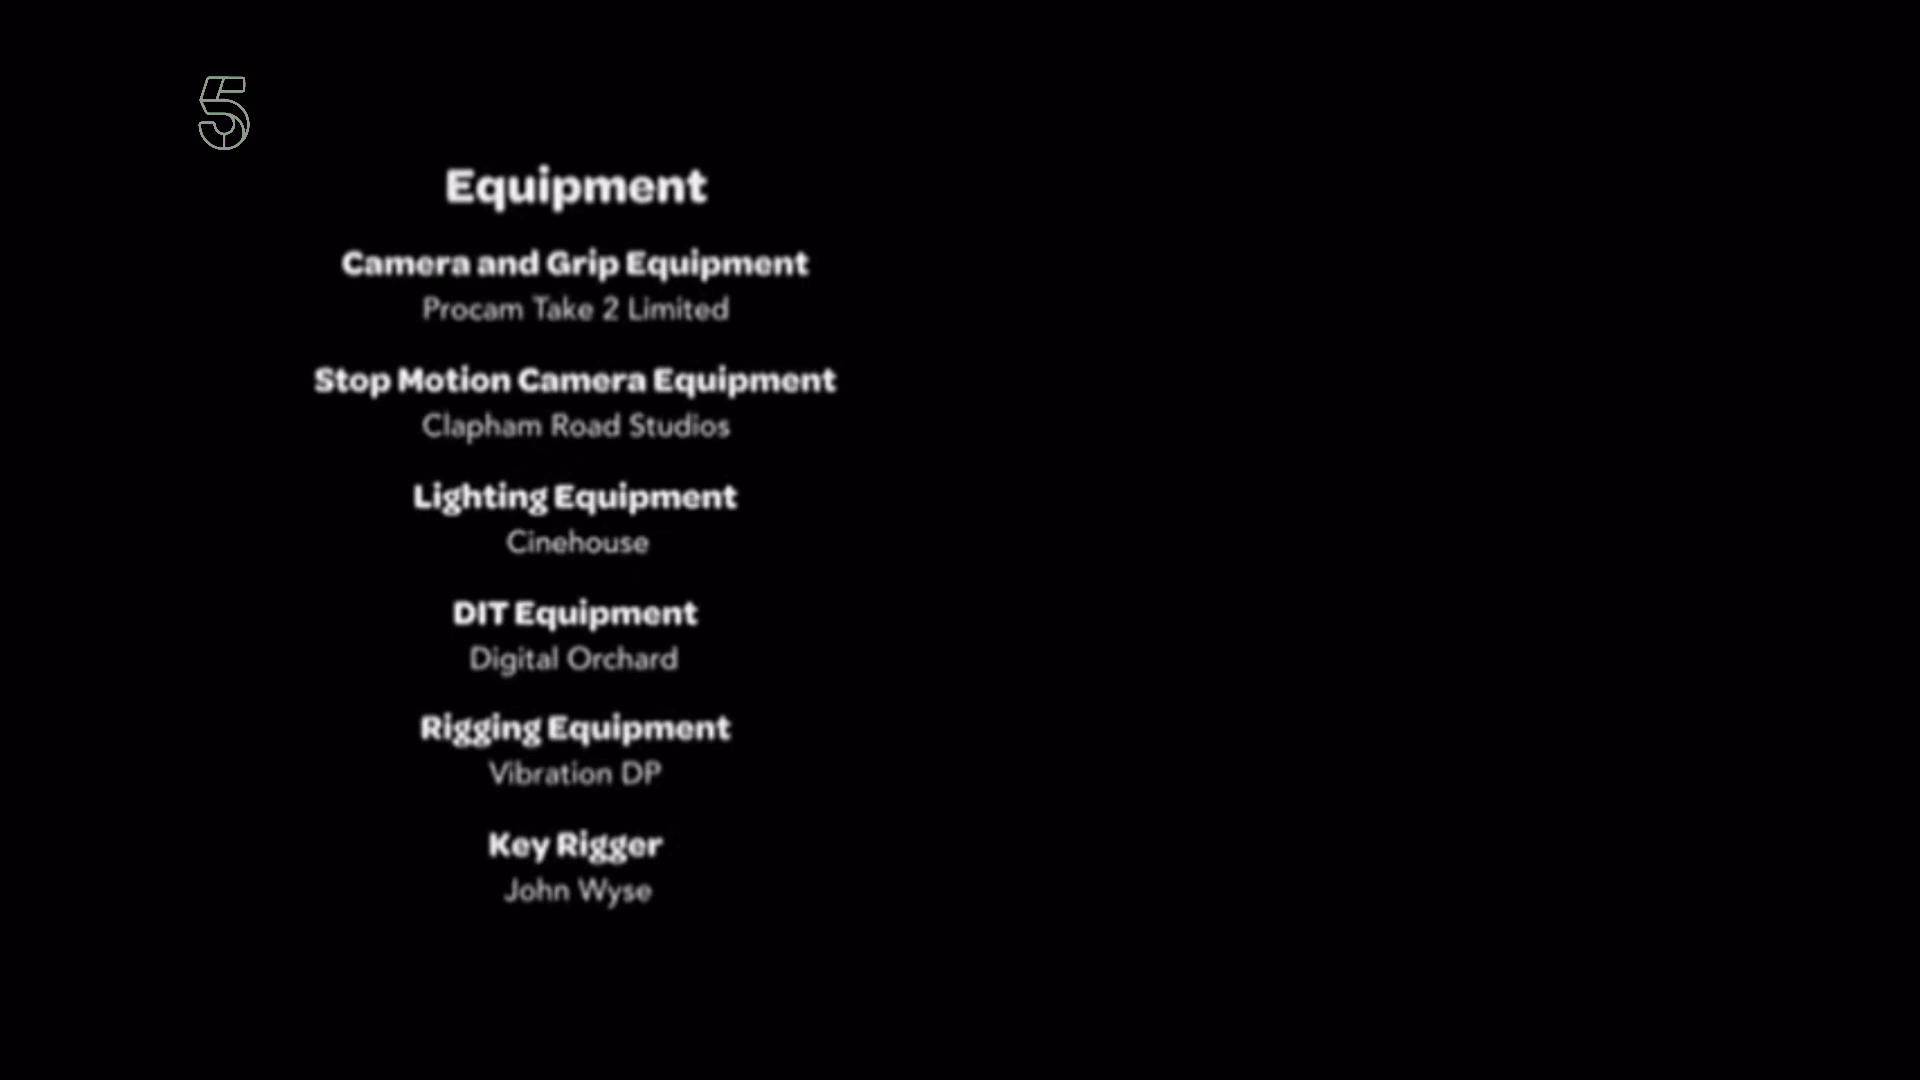 5
Equipment
Camera and Grip Equipment
Procam Take 2 Limited
Stop Motion Camera Equipment
Clapham Road Studios
Lighting Equipment
Cinehouse
DIT Equipment
Digital Orchard
Rigging Equipment
Vibration DP
Key Rigger
John Wyse